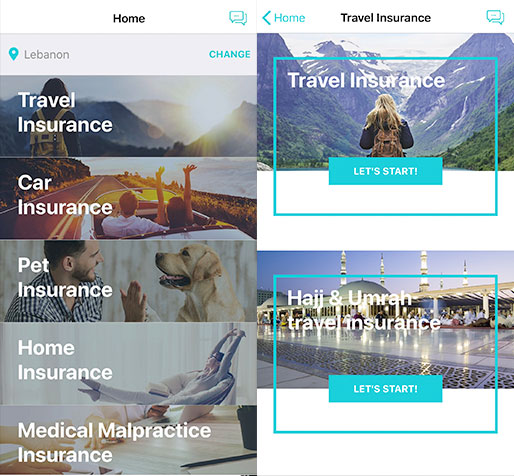 Home
Lebanon
CHANGE
Travel
Insurance
Car
Insurance
Pet
Insurance
Home
Insurance
Medical Malpractice
Insurance
Home
Travel Insurance
Travel Insurance
LET'S START!
Hajj & Umrah
travel insurance
LET'S START!